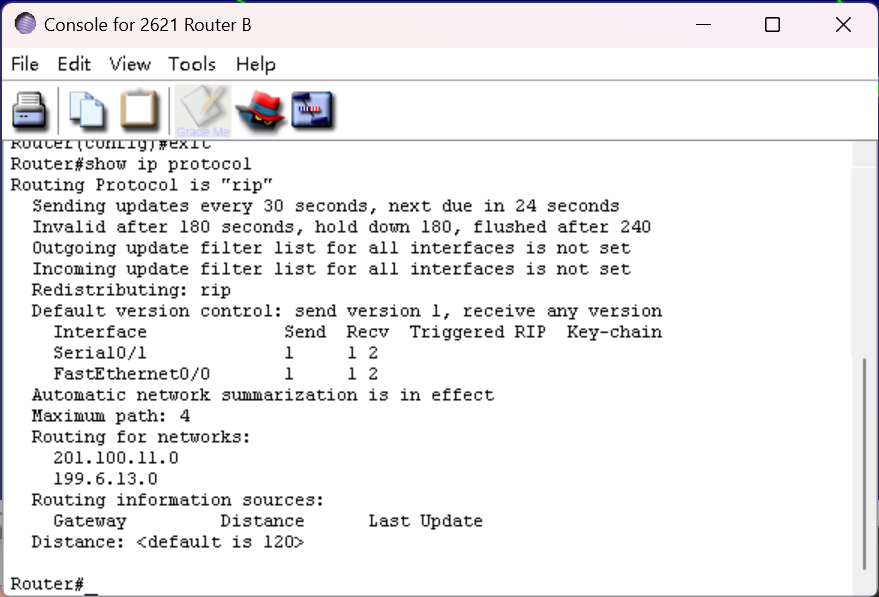 Console for 2621 Router B
File Edit View Tools Help
Grade Me
Router(config)#exit
Router#show ip protocol
Routing Protocol is "rip"
  Sending updates every 30 seconds, next due in 24 seconds
  Invalid after 180 seconds, hold down 180, flushed after 240
  Outgoing update filter list for all interfaces is not set
  Incoming update filter list for all interfaces is not set
  Redistributing: rip
  Default version control: send version 1, receive any version
    Interface             Send  Recv  Triggered RIP  Key-chain
    Serial0/1             1     1 2
    FastEthernet0/0       1     1 2
  Automatic network summarization is in effect
  Maximum path: 4
  Routing for networks:
    201.100.11.0
    199.6.13.0
  Routing information sources:
    Gateway         Distance      Last Update
  Distance: <default is 120>
Router#_